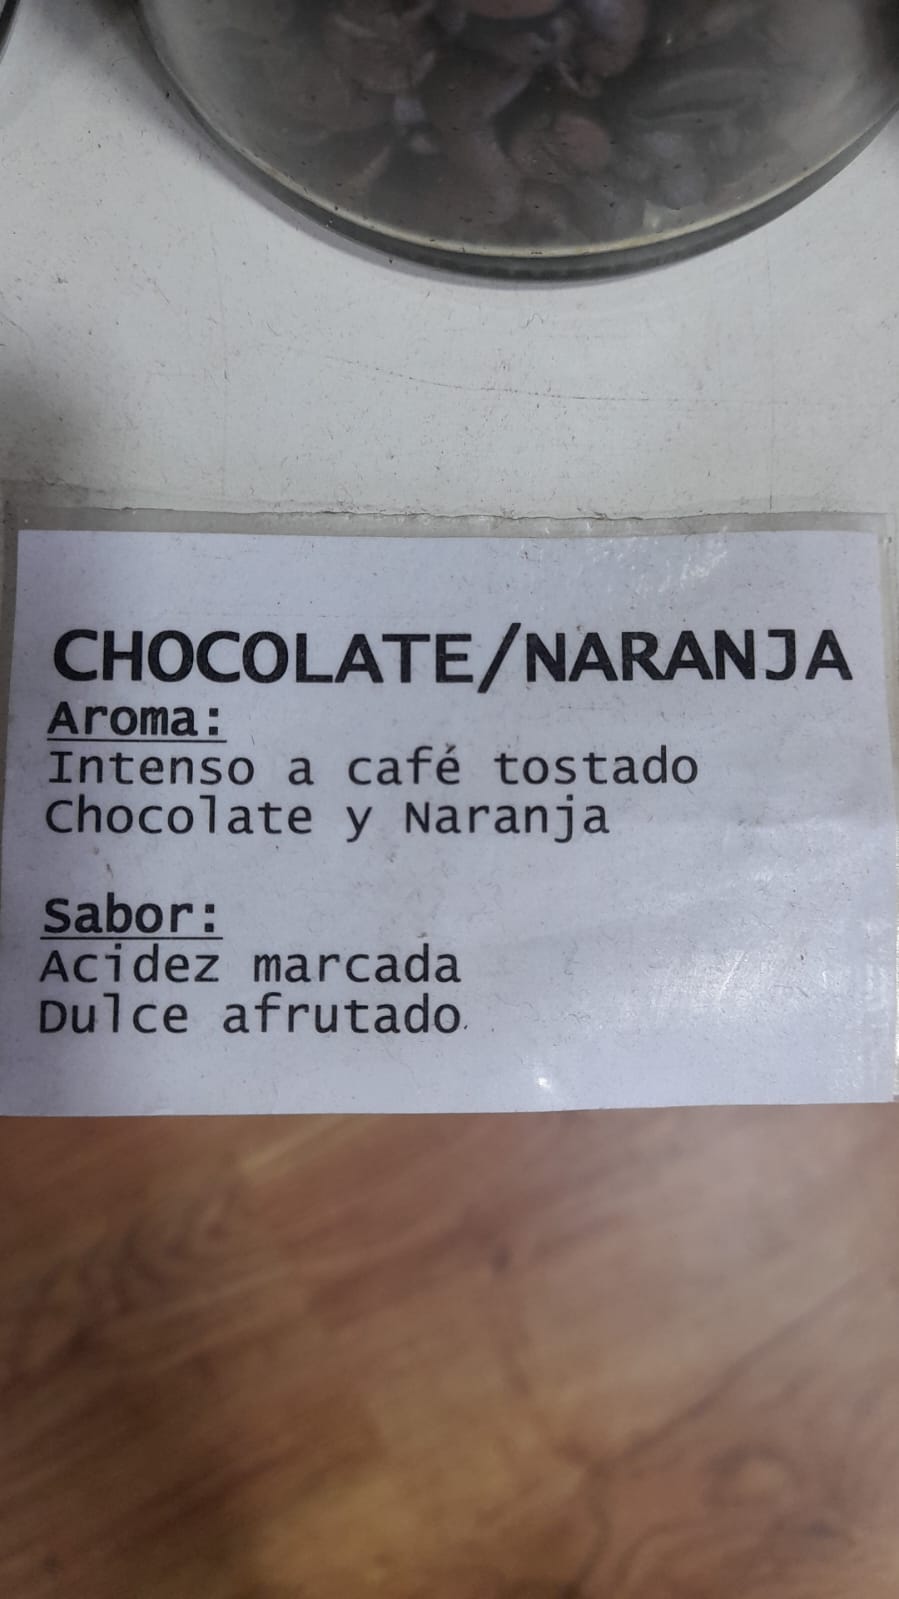 CHOCOLATE/NARANJA
Aroma:
Intenso a café tostado
Chocolate y Naranja
Sabor:
Acidez marcada
Dulce afrutado.